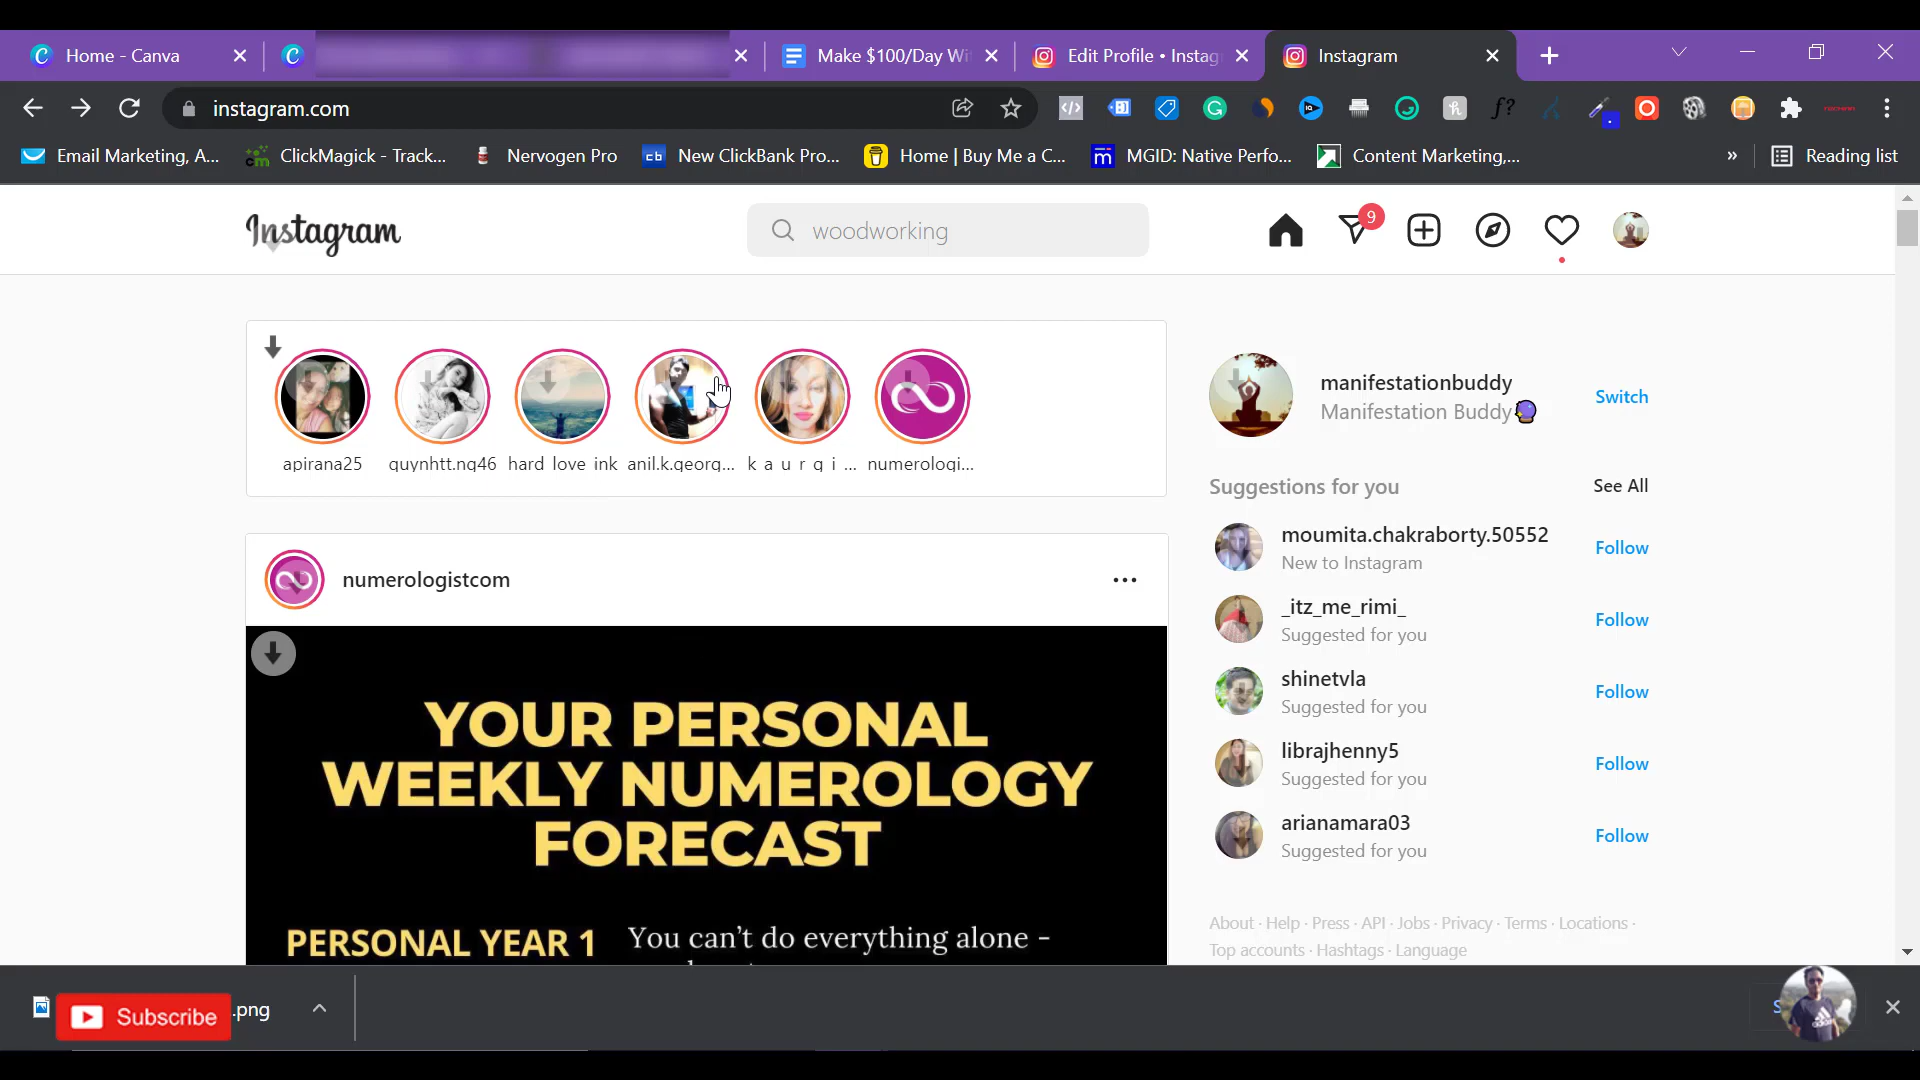 Home - Canva
Make $100/Day Wi
Edit Profile • Instag
Instagram
instagram.com
Email Marketing, A...
ClickMagick - Track...
Nervogen Pro
New ClickBank Pro...
Home | Buy Me a C...
MGID: Native Perfo...
Content Marketing,...
»
Reading list
Instagram
woodworking
9
apirana25
quynhtt.ng46
hard_love_ink
anil.k.georg...
k_a_u_r_g_i_...
numerologi...
manifestationbuddy
Manifestation Buddy🔮
Switch
Suggestions for you
See All
moumita.chakraborty.50552
New to Instagram
Follow
_itz_me_rimi_
Suggested for you
Follow
shinetvla
Suggested for you
Follow
librajhenny5
Suggested for you
Follow
arianamara03
Suggested for you
Follow
numerologistcom
YOUR PERSONAL
WEEKLY NUMEROLOGY
FORECAST
PERSONAL YEAR 1
You can't do everything alone -
About · Help · Press · API · Jobs · Privacy · Terms · Locations ·
Top accounts · Hashtags · Language
Subscribe
.png